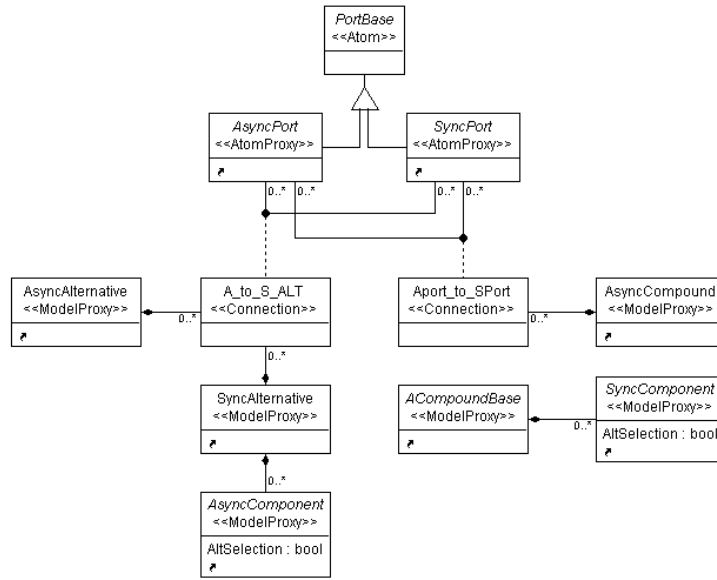 PortBase
<<Atom>>
AsyncPort
<<AtomProxy>>
SyncPort
<<AtomProxy>>
0..*
0..*
0..*
0..*
AsyncAlternative
<<ModelProxy>>
0..*
A_to_S_ALT
<<Connection>>
Aport_to_SPort
<<Connection>>
0..*
AsyncCompound
<<ModelProxy>>
0..*
SyncAlternative
<<ModelProxy>>
ACompoundBase
<<ModelProxy>>
0..*
SyncComponent
<<ModelProxy>>
AltSelection : bool
0..*
AsyncComponent
<<ModelProxy>>
AltSelection : bool